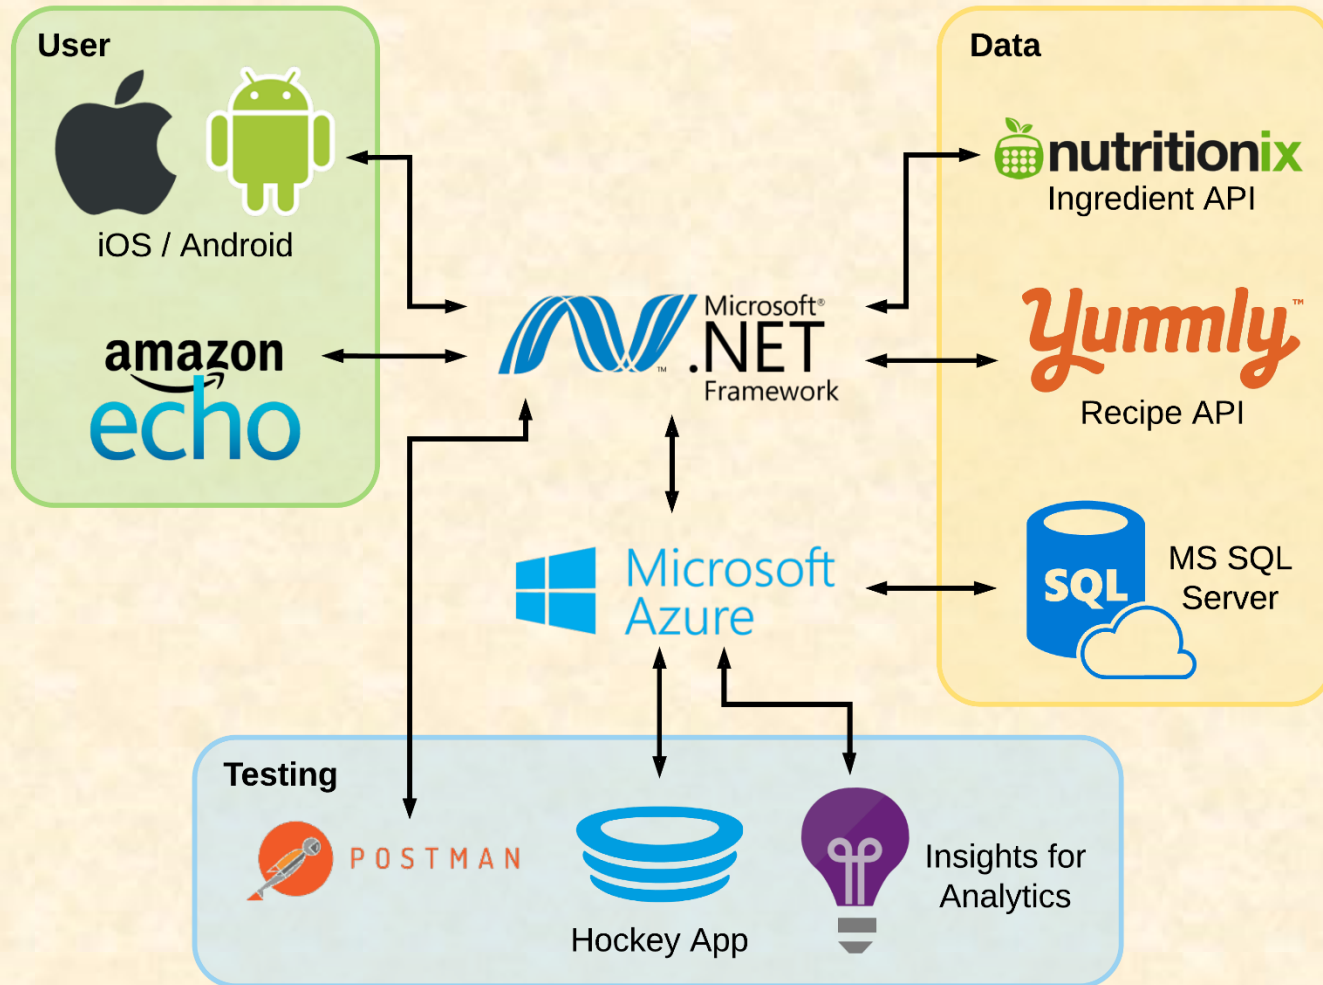 User
iOS / Android
amazon
echo
Microsoft®
.NET
™
Framework
Microsoft
Azure
Data
nutritionix
Ingredient API
Yummly™
Recipe API
SQL
MS SQL
Server
Testing
POSTMAN
Hockey App
Insights for
Analytics